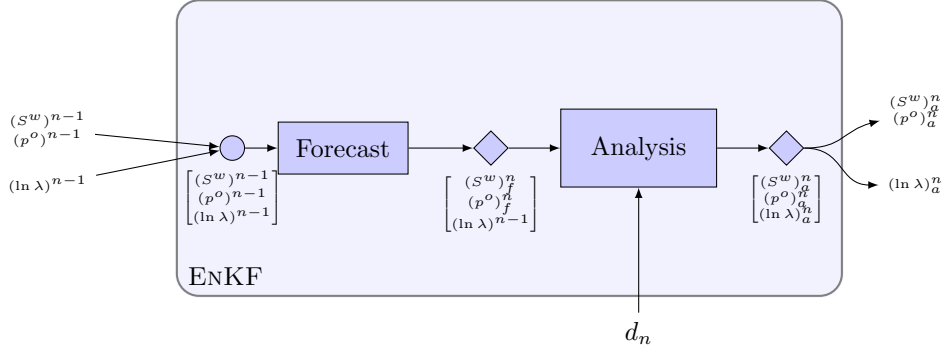 (S^w)^{n-1}
(p^o)^{n-1}
(ln λ)^{n-1}
[(S^w)^{n-1}
(p^o)^{n-1}
(ln λ)^{n-1}]
Forecast
[(S^w)^n_f
(p^o)^n_f
(ln λ)^{n-1}]
Analysis
[(S^w)^n_a
(p^o)^n_a
(ln λ)^n_a]
(S^w)^n_a
(p^o)^n_a
(ln λ)^n_a
ENKF
d_n